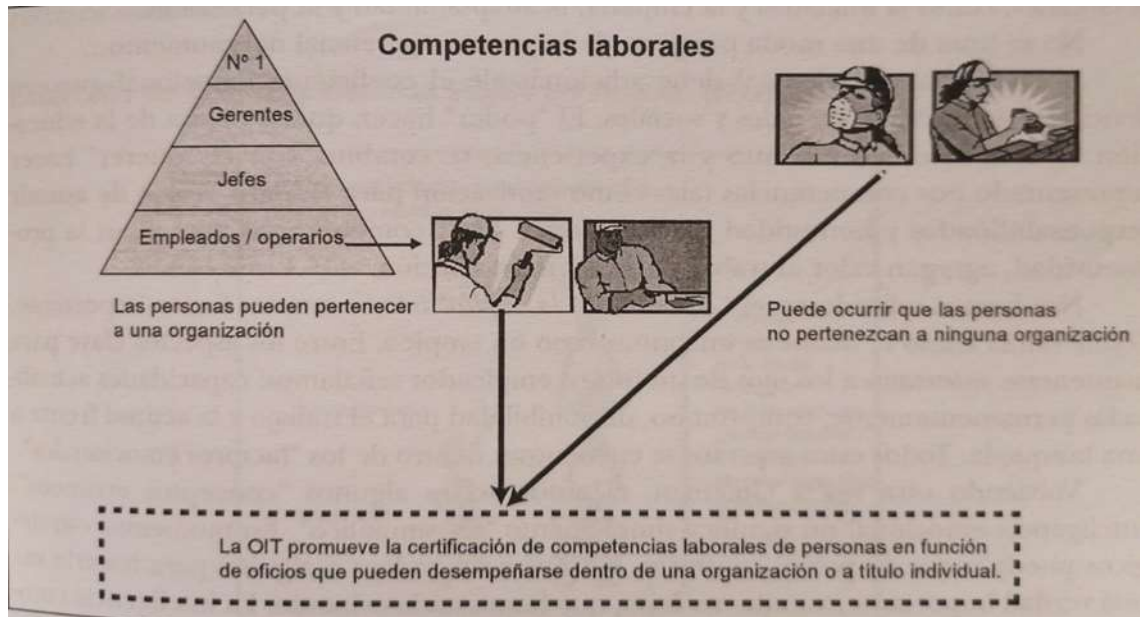 Competencias laborales
Nº 1
Gerentes
Jefes
Empleados / operarios
Las personas pueden pertenecer
a una organización
Puede ocurrir que las personas
no pertenezcan a ninguna organización
La OIT promueve la certificación de competencias laborales de personas en función
de oficios que pueden desempeñarse dentro de una organización o a título individual.